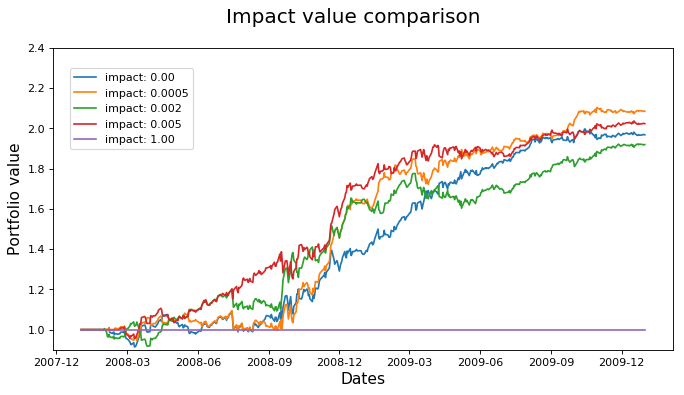 Impact value comparison
2.4
2.2
2.0
1.8
1.6
1.4
1.2
1.0
Portfolio value
impact: 0.00
impact: 0.0005
impact: 0.002
impact: 0.005
impact: 1.00
2007-12 2008-03 2008-06 2008-09 2008-12 2009-03 2009-06 2009-09 2009-12
Dates